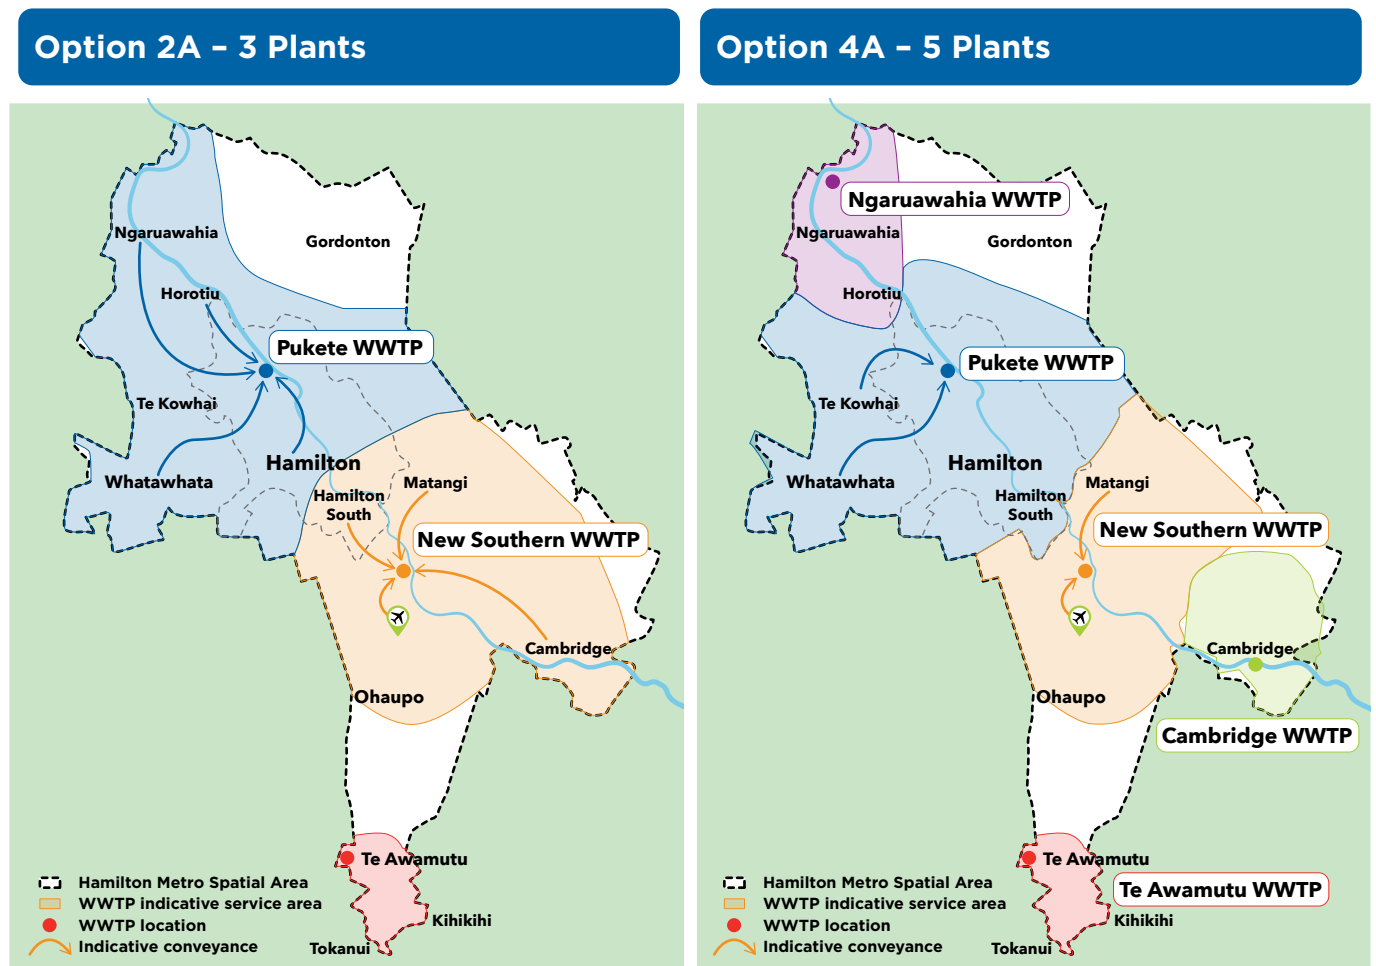 Option 2A – 3 Plants
Ngaruawahia
Gordonton
Horotiu
Pukete WWTP
Te Kowhai
Hamilton
Whatawhata
Matangi
Hamilton
South
New Southern WWTP
Cambridge
Ohaupo
Te Awamutu
Kihikihi
Tokanui
Hamilton Metro Spatial Area
WWTP indicative service area
WWTP location
Indicative conveyance
Option 4A – 5 Plants
Ngaruawahia WWTP
Ngaruawahia
Gordonton
Horotiu
Pukete WWTP
Te Kowhai
Hamilton
Whatawhata
Matangi
Hamilton
South
New Southern WWTP
Cambridge
Ohaupo
Cambridge WWTP
Te Awamutu
Te Awamutu WWTP
Kihikihi
Tokanui
Hamilton Metro Spatial Area
WWTP indicative service area
WWTP location
Indicative conveyance